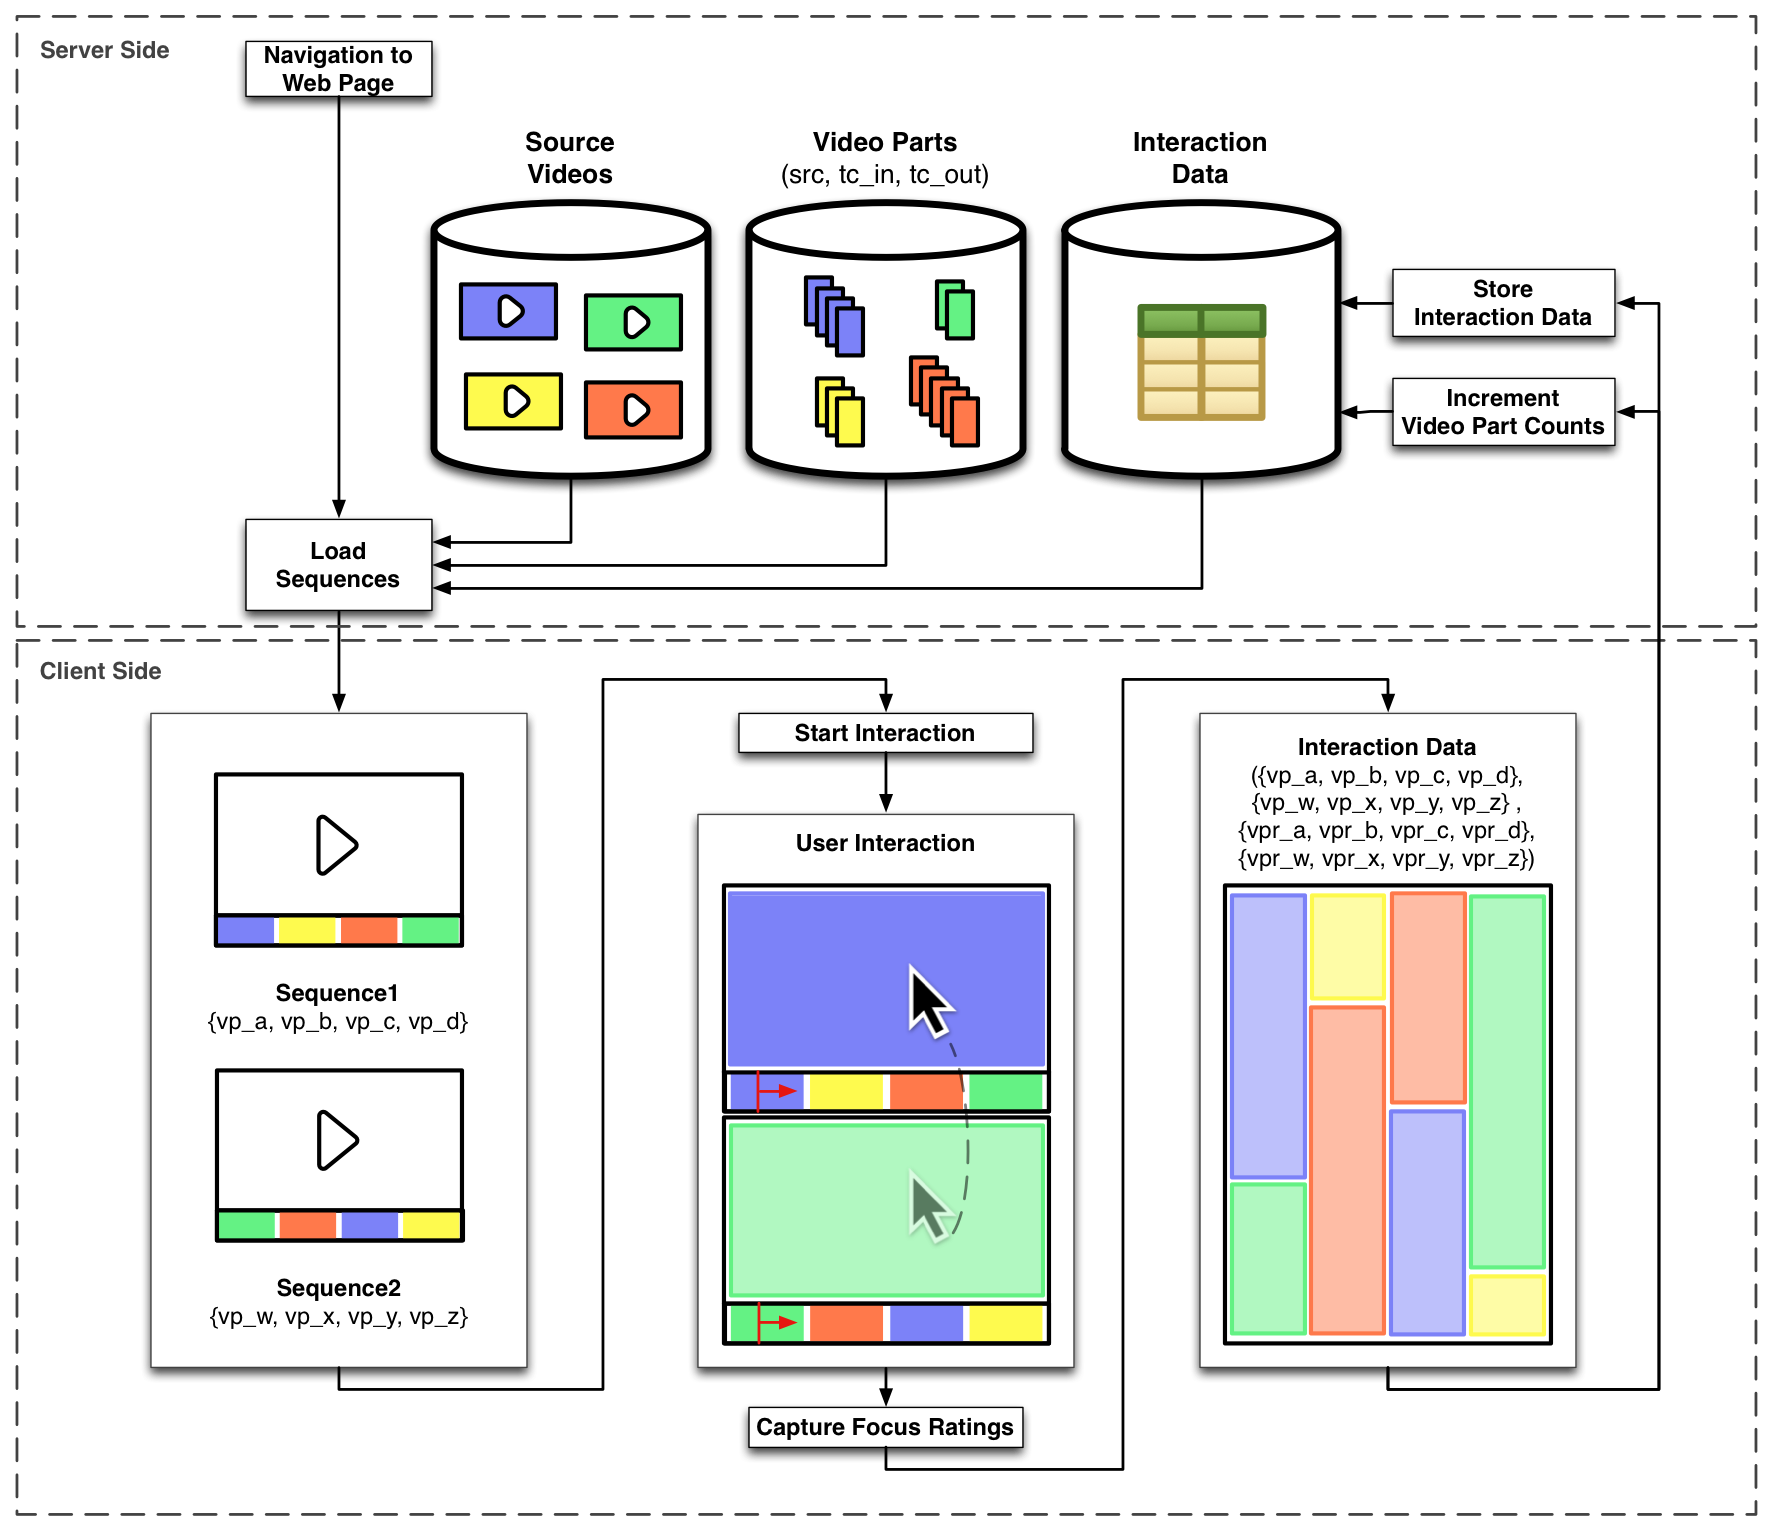 Server Side
Navigation to
Web Page
Source
Videos
Video Parts
(src, tc_in, tc_out)
Interaction
Data
Store
Interaction Data
Increment
Video Part Counts
Load
Sequences
Client Side
Sequence1
{vp_a, vp_b, vp_c, vp_d}
Sequence2
{vp_w, vp_x, vp_y, vp_z}
Start Interaction
User Interaction
Capture Focus Ratings
Interaction Data
({vp_a, vp_b, vp_c, vp_d},
{vp_w, vp_x, vp_y, vp_z} ,
{vpr_a, vpr_b, vpr_c, vpr_d},
{vpr_w, vpr_x, vpr_y, vpr_z})